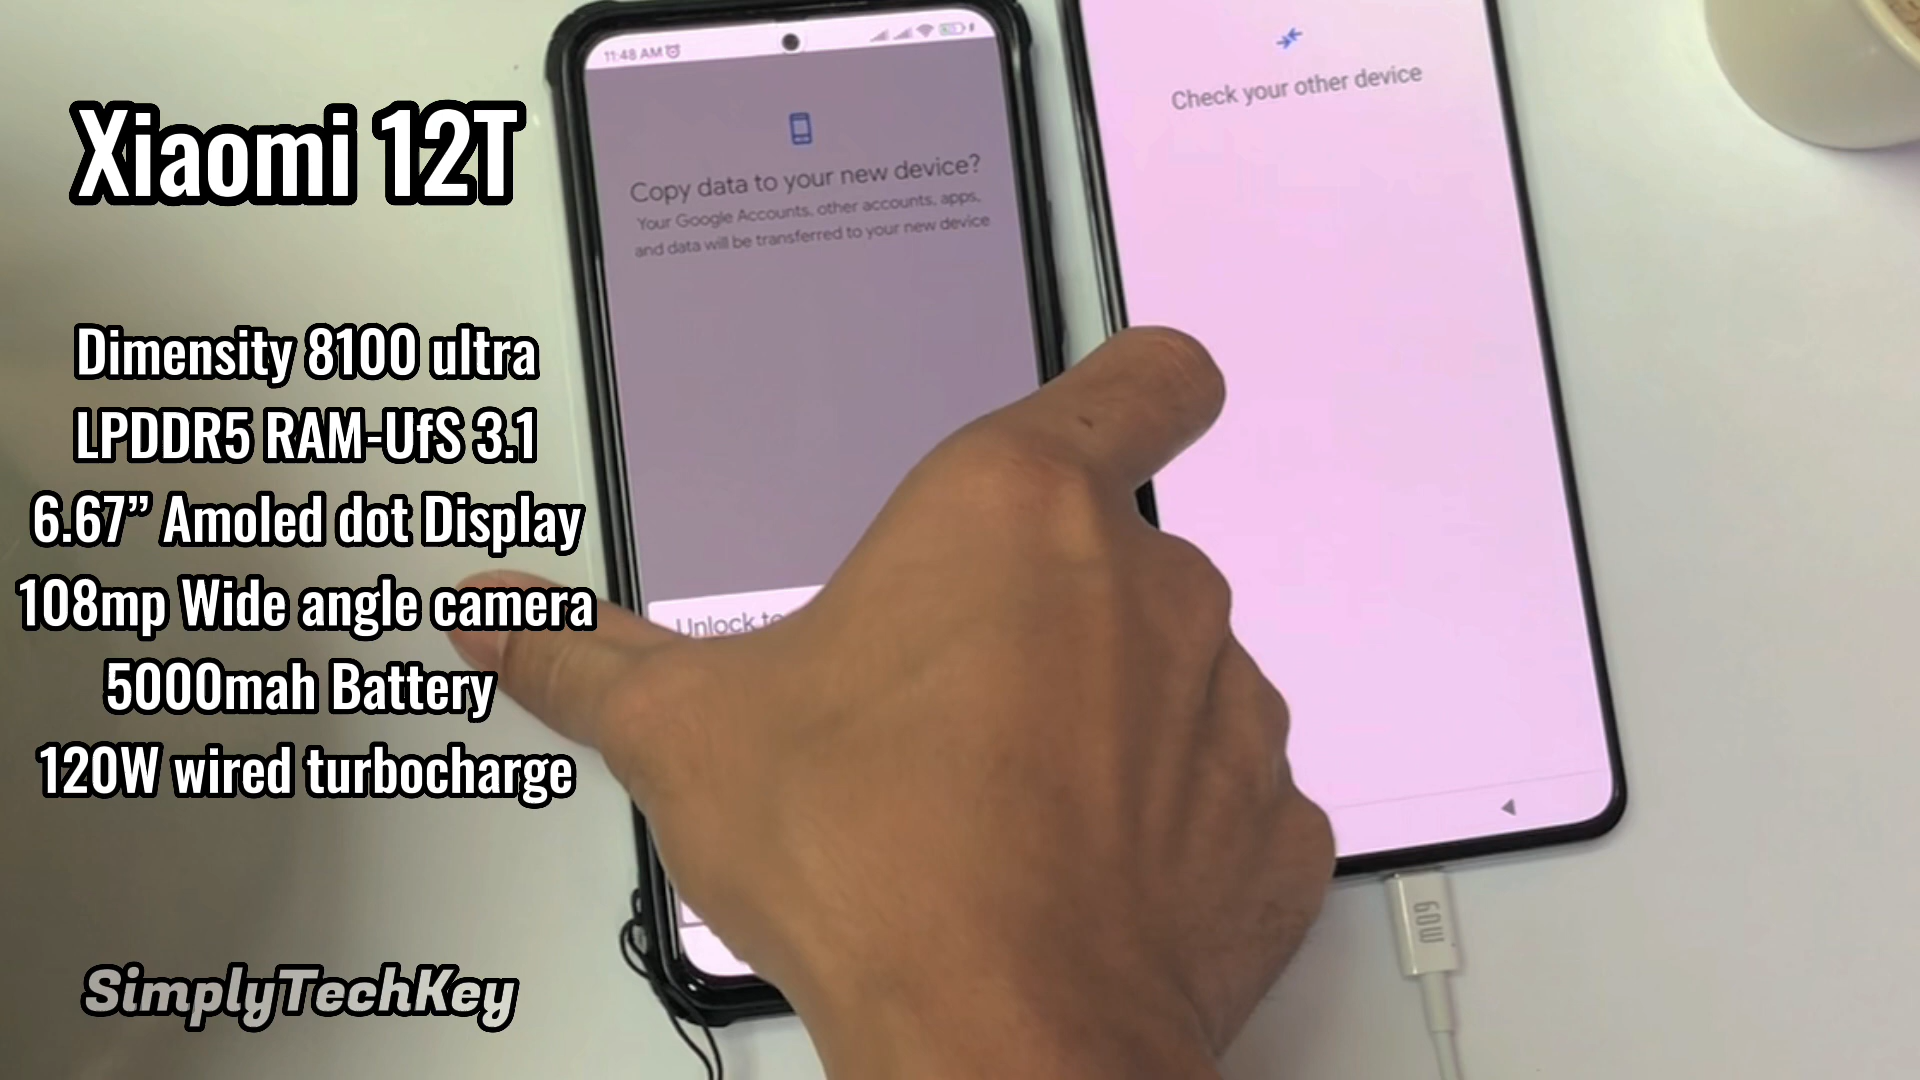 Xiaomi 12T
Dimensity 8100 ultra
LPDDR5 RAM-UfS 3.1
6.67” Amoled dot Display
108mp Wide angle camera
5000mah Battery
120W wired turbocharge
SimplyTechKey
11:48 AM
Copy data to your new device?
Your Google Accounts, other accounts, apps,
and data will be transferred to your new device
Unlock to
Check your other device
60W